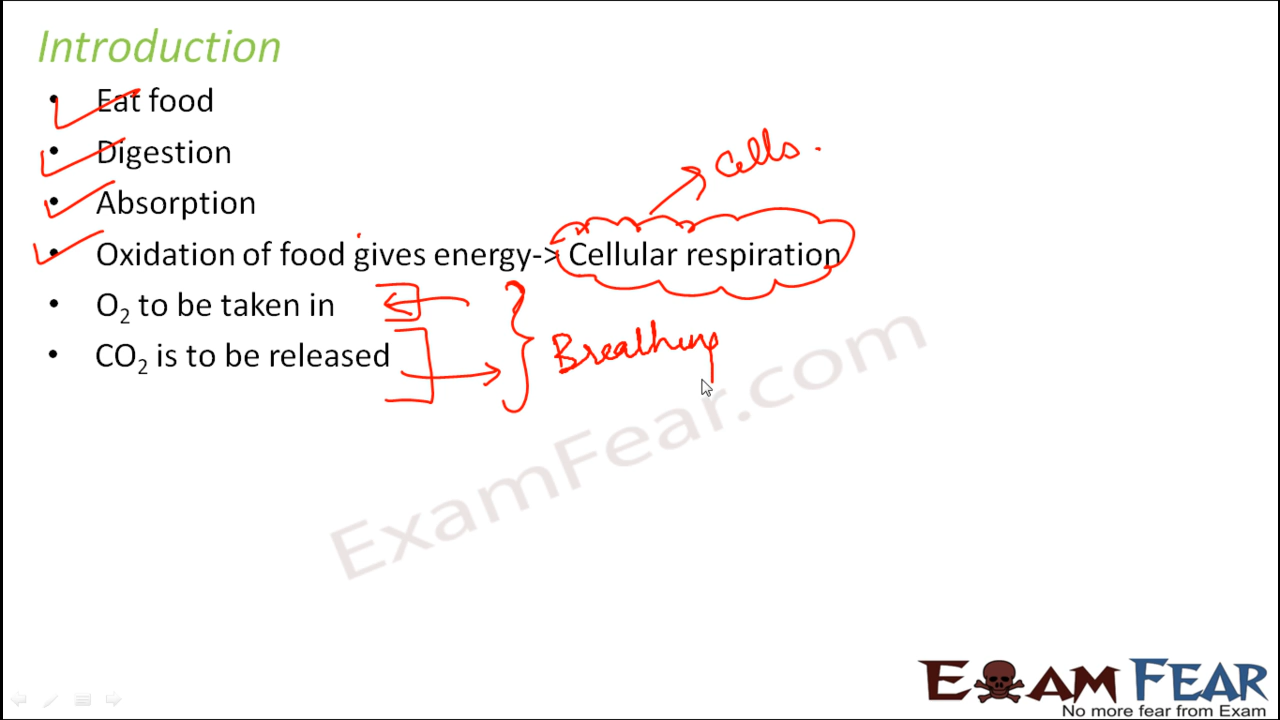 Introduction
• Eat food
• Digestion
• Absorption
• Oxidation of food gives energy-> Cellular respiration
Cells.
• O₂ to be taken in
• CO₂ is to be released
Breathing
ExamFear.com
EXAM FEAR
No more fear from Exam